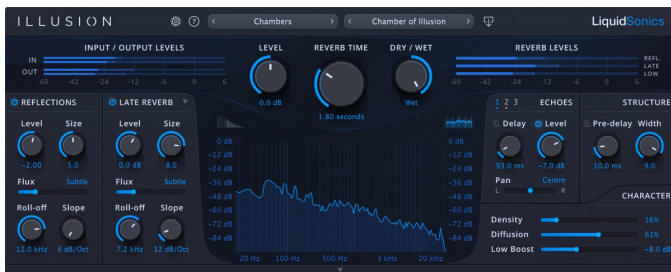 ILLUSION
?
Chambers
Chamber of Illusion
LiquidSonics
INPUT / OUTPUT LEVELS
IN
OUT
-60 -42 -24 -12 -6 0 6
LEVEL
0.0 dB
REVERB TIME
1.80 seconds
DRY / WET
Wet
REVERB LEVELS
REFL.
LATE
LOW
-60 -42 -24 -12 -6 0 6
REFLECTIONS
Level Size
-2.00 5.0
Flux Subtle
Roll-off Slope
12.0 kHz 6 dB/Oct
LATE REVERB
Level Size
0.0 dB 8.0
Flux Subtle
Roll-off Slope
7.2 kHz 12 dB/Oct
0 dB 0 dB
-12 dB -12 dB
-24 dB -24 dB
-36 dB -36 dB
-48 dB -48 dB
-60 dB -60 dB
-72 dB -72 dB
-84 dB -84 dB
20 Hz 100 Hz 500 Hz 3 kHz 20 kHz
1 2 3 ECHOES
Delay Level
93.0 ms -7.0 dB
Pan Centre
L R
STRUCTURE
Pre-delay Width
10.0 ms 9.0
CHARACTER
Density 16%
Diffusion 61%
Low Boost -8.0 dB